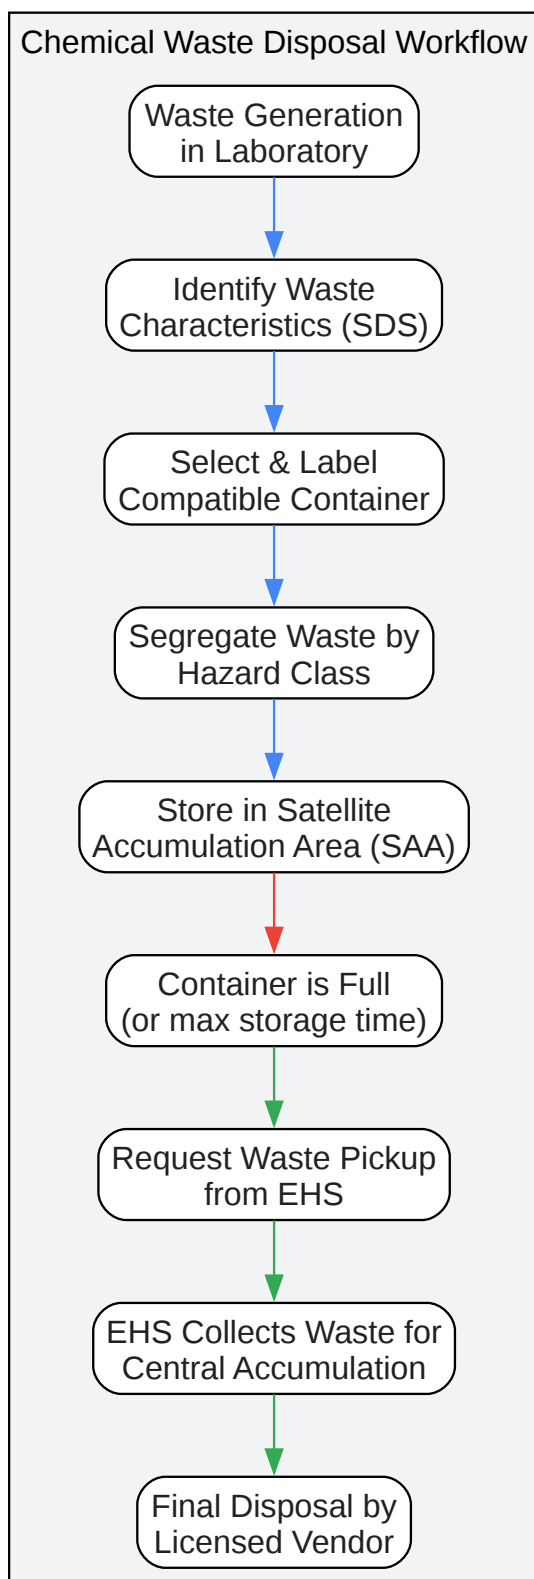 Chemical Waste Disposal Workflow
Waste Generation
in Laboratory
Identify Waste
Characteristics (SDS)
Select & Label
Compatible Container
Segregate Waste by
Hazard Class
Store in Satellite
Accumulation Area (SAA)
Container is Full
(or max storage time)
Request Waste Pickup
from EHS
EHS Collects Waste for
Central Accumulation
Final Disposal by
Licensed Vendor